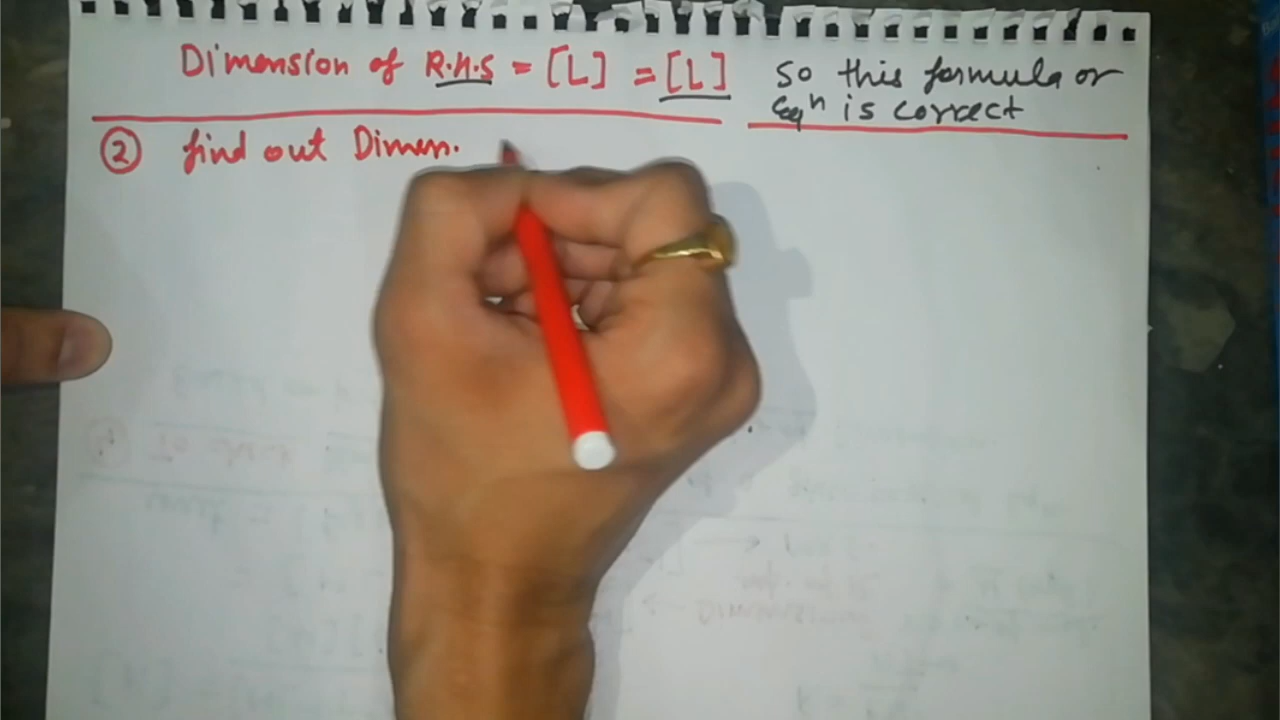 Dimension of R.H.S = [L] = [L]
so this formula or
eqn is correct
② find out Dimen.